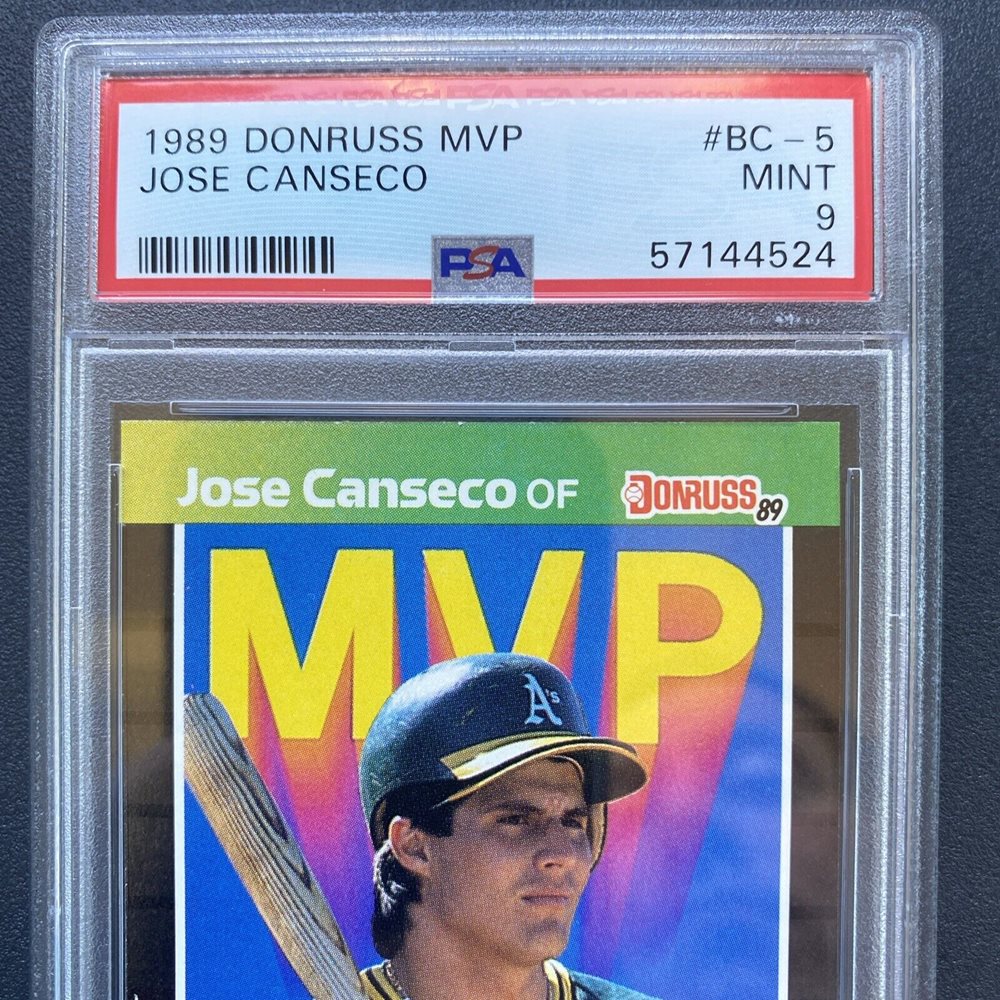 1989 DONRUSS MVP #BC-5
JOSE CANSECO MINT
9
PSA 57144524
Jose Canseco OF DONRUSS 89
MVP
A's